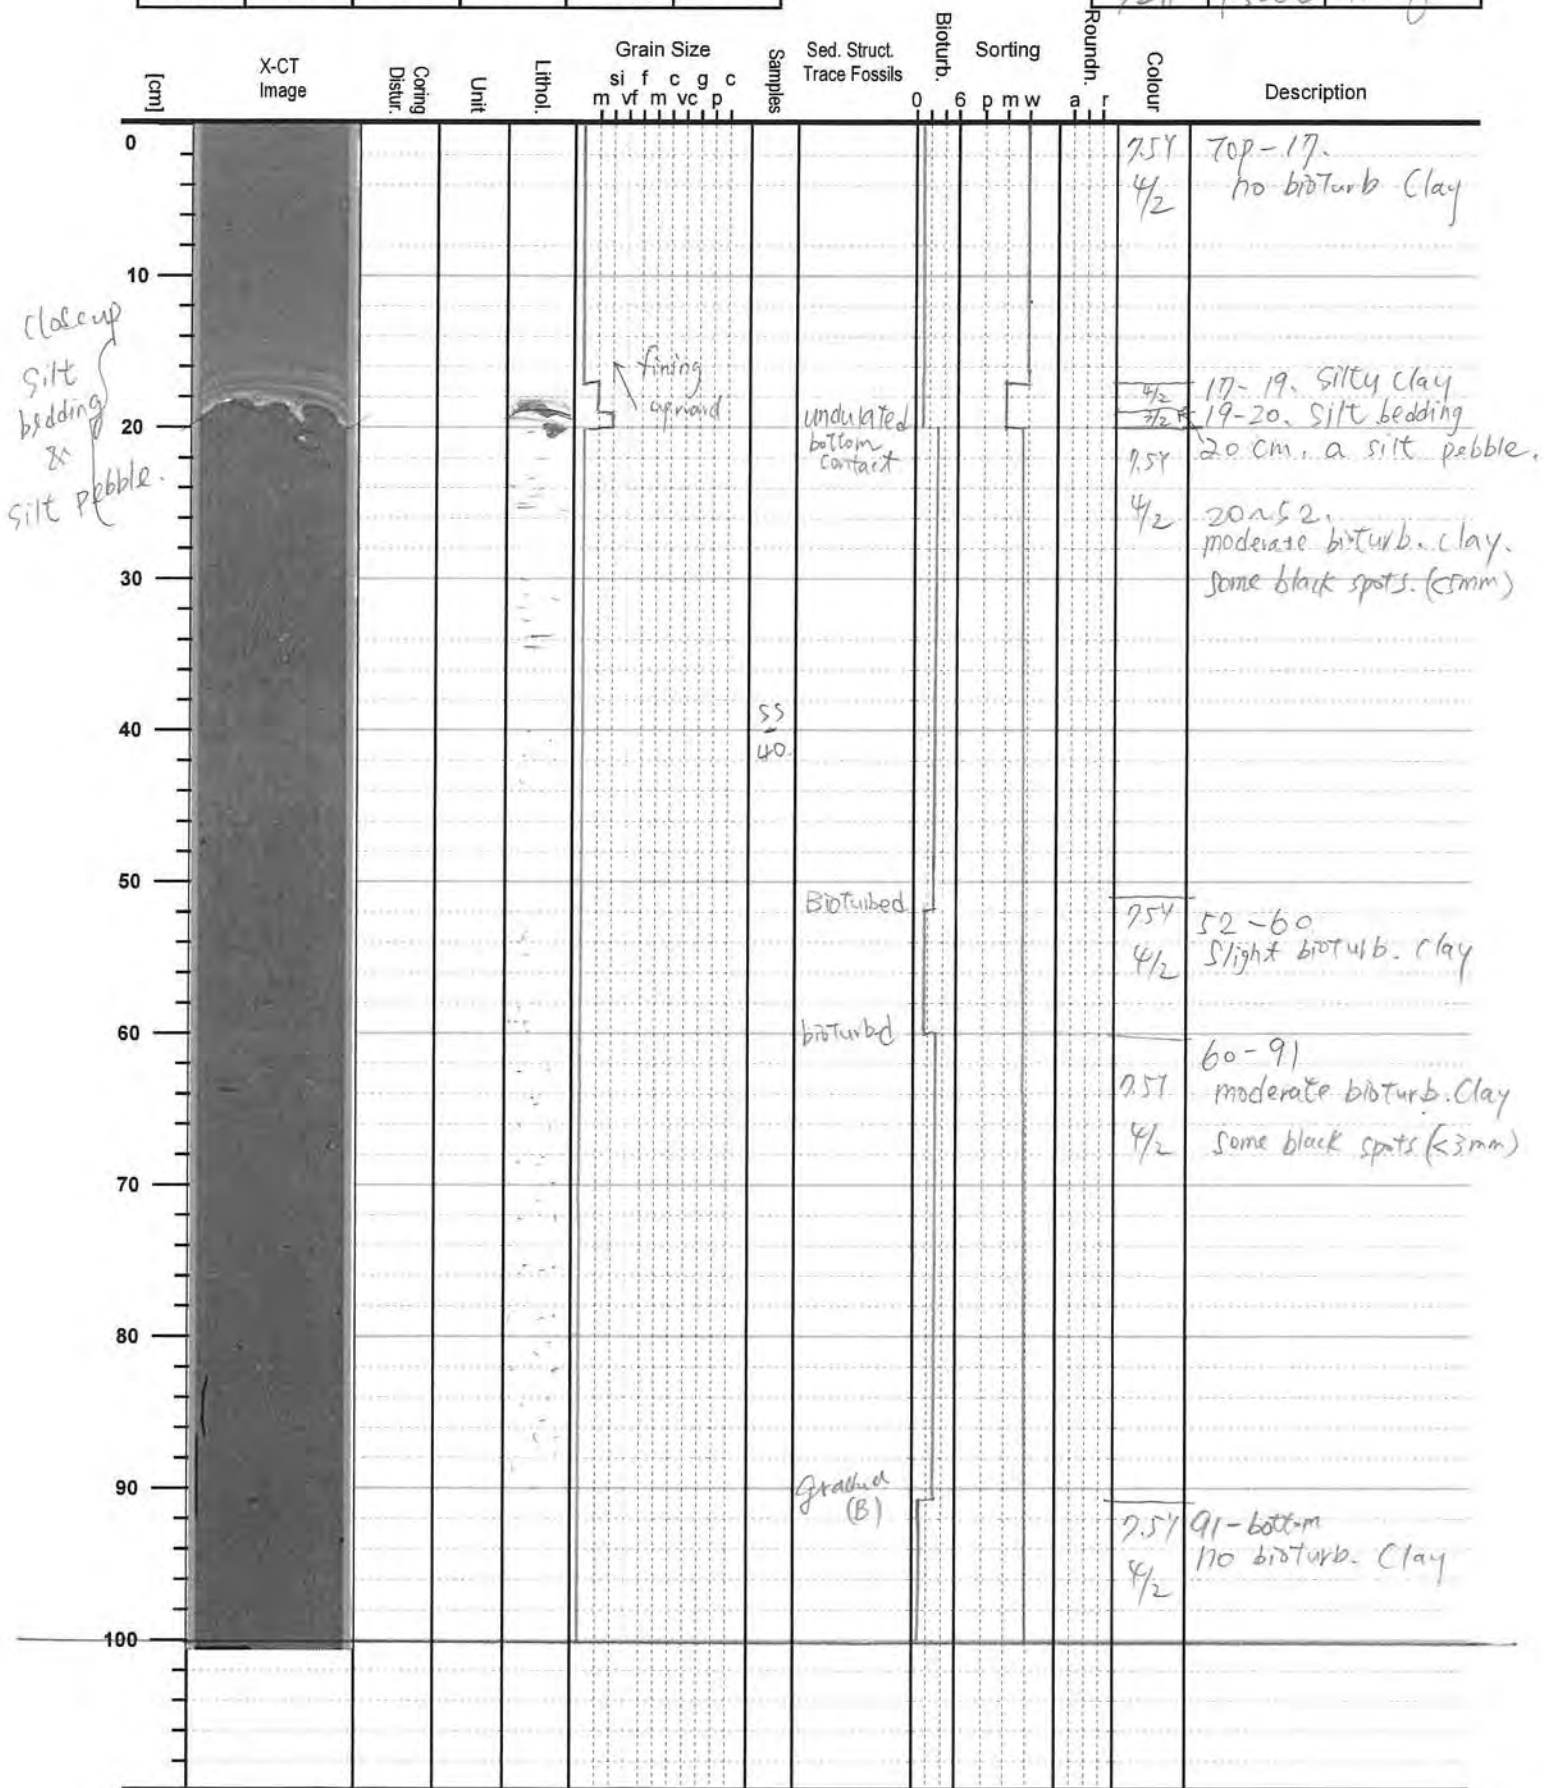 [cm]
X-CT
Image
Coring
Distur.
Unit
Lithol.
Grain Size
si f c g c
m vf m vc p
Samples
Sed. Struct.
Trace Fossils
Bioturb.
0 6
Sorting
p m w
Roundn.
a r
Colour
Description
0
10
20
30
40
50
60
70
80
90
100
closeup
silt
bedding
&
silt pebble.
fining
upward
SS
40
undulated
bottom
contact
Bioturbed
bioturbd
(B)
7.5Y
4/2
4/2
3/2
7.5Y
4/2
7.5Y
4/2
7.5Y
4/2
7.5Y
4/2
Top-17.
no bioturb Clay
17-19. Silty clay
19-20. Silt bedding
20 cm. a silt pebble.
20~52.
moderate bioturb. clay.
some black spots. (<5mm)
52-60
Slight bioturb. Clay
60-91
moderate bioturb. Clay
Some black spots (<3mm)
91-bottom
no bioturb. Clay